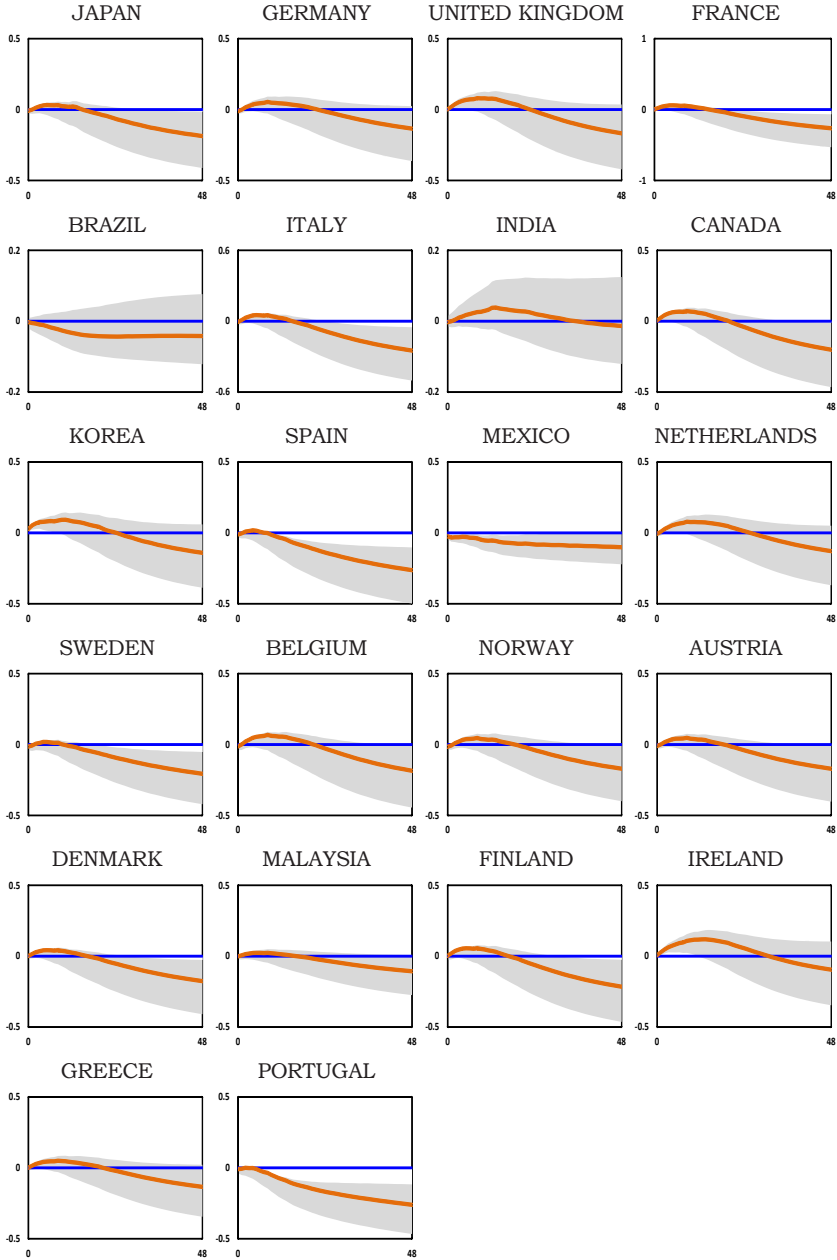 JAPAN GERMANY UNITED KINGDOM FRANCE
0.5 0.5 0.5 1
0 0 0 0
-0.5 -0.5 -0.5 -1
0 48 0 48 0 48 0 48
BRAZIL ITALY INDIA CANADA
0.2 0.6 0.2 0.5
0 0 0 0
-0.2 -0.6 -0.2 -0.5
0 48 0 48 0 48 0 48
KOREA SPAIN MEXICO NETHERLANDS
0.5 0.5 0.5 0.5
0 0 0 0
-0.5 -0.5 -0.5 -0.5
0 48 0 48 0 48 0 48
SWEDEN BELGIUM NORWAY AUSTRIA
0.5 0.5 0.5 0.5
0 0 0 0
-0.5 -0.5 -0.5 -0.5
0 48 0 48 0 48 0 48
DENMARK MALAYSIA FINLAND IRELAND
0.5 0.5 0.5 0.5
0 0 0 0
-0.5 -0.5 -0.5 -0.5
0 48 0 48 0 48 0 48
GREECE PORTUGAL
0.5 0.5
0 0
-0.5 -0.5
0 48 0 48